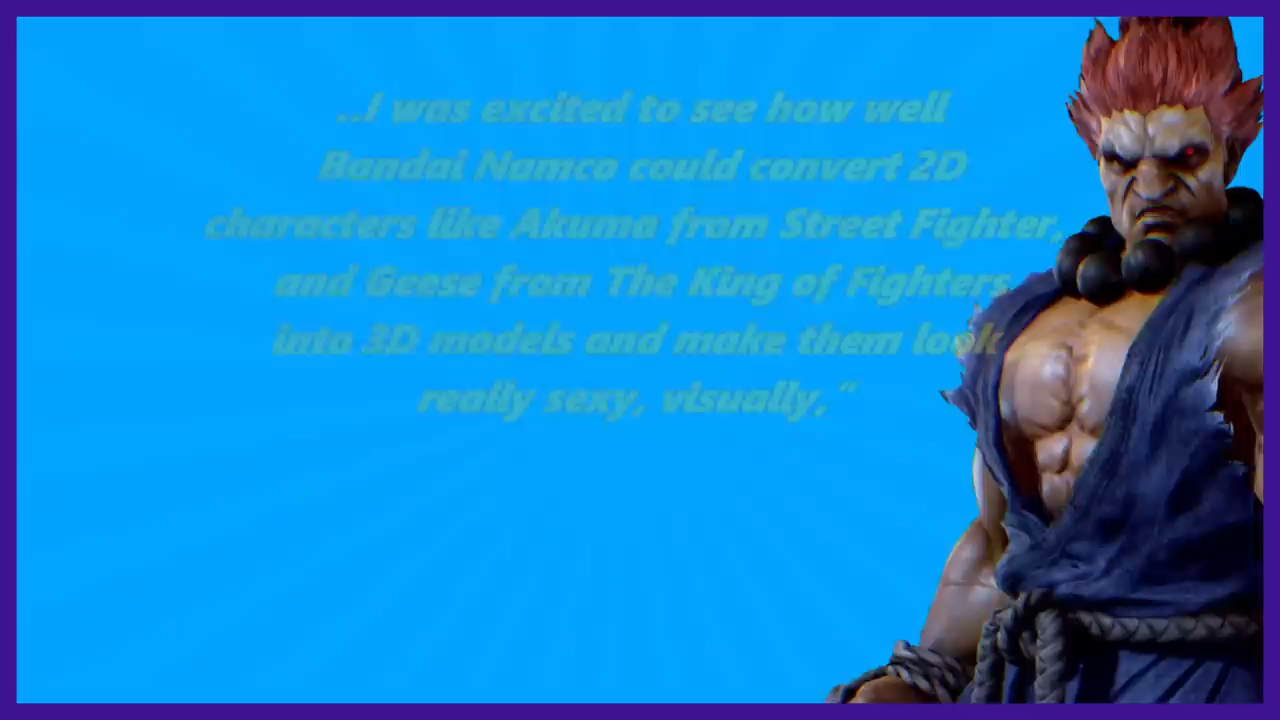 ..I was excited to see how well
Bandai Namco could convert 2D
characters like Akuma from Street Fighter,
and Geese from The King of Fighters
into 3D models and make them look
really sexy, visually,"